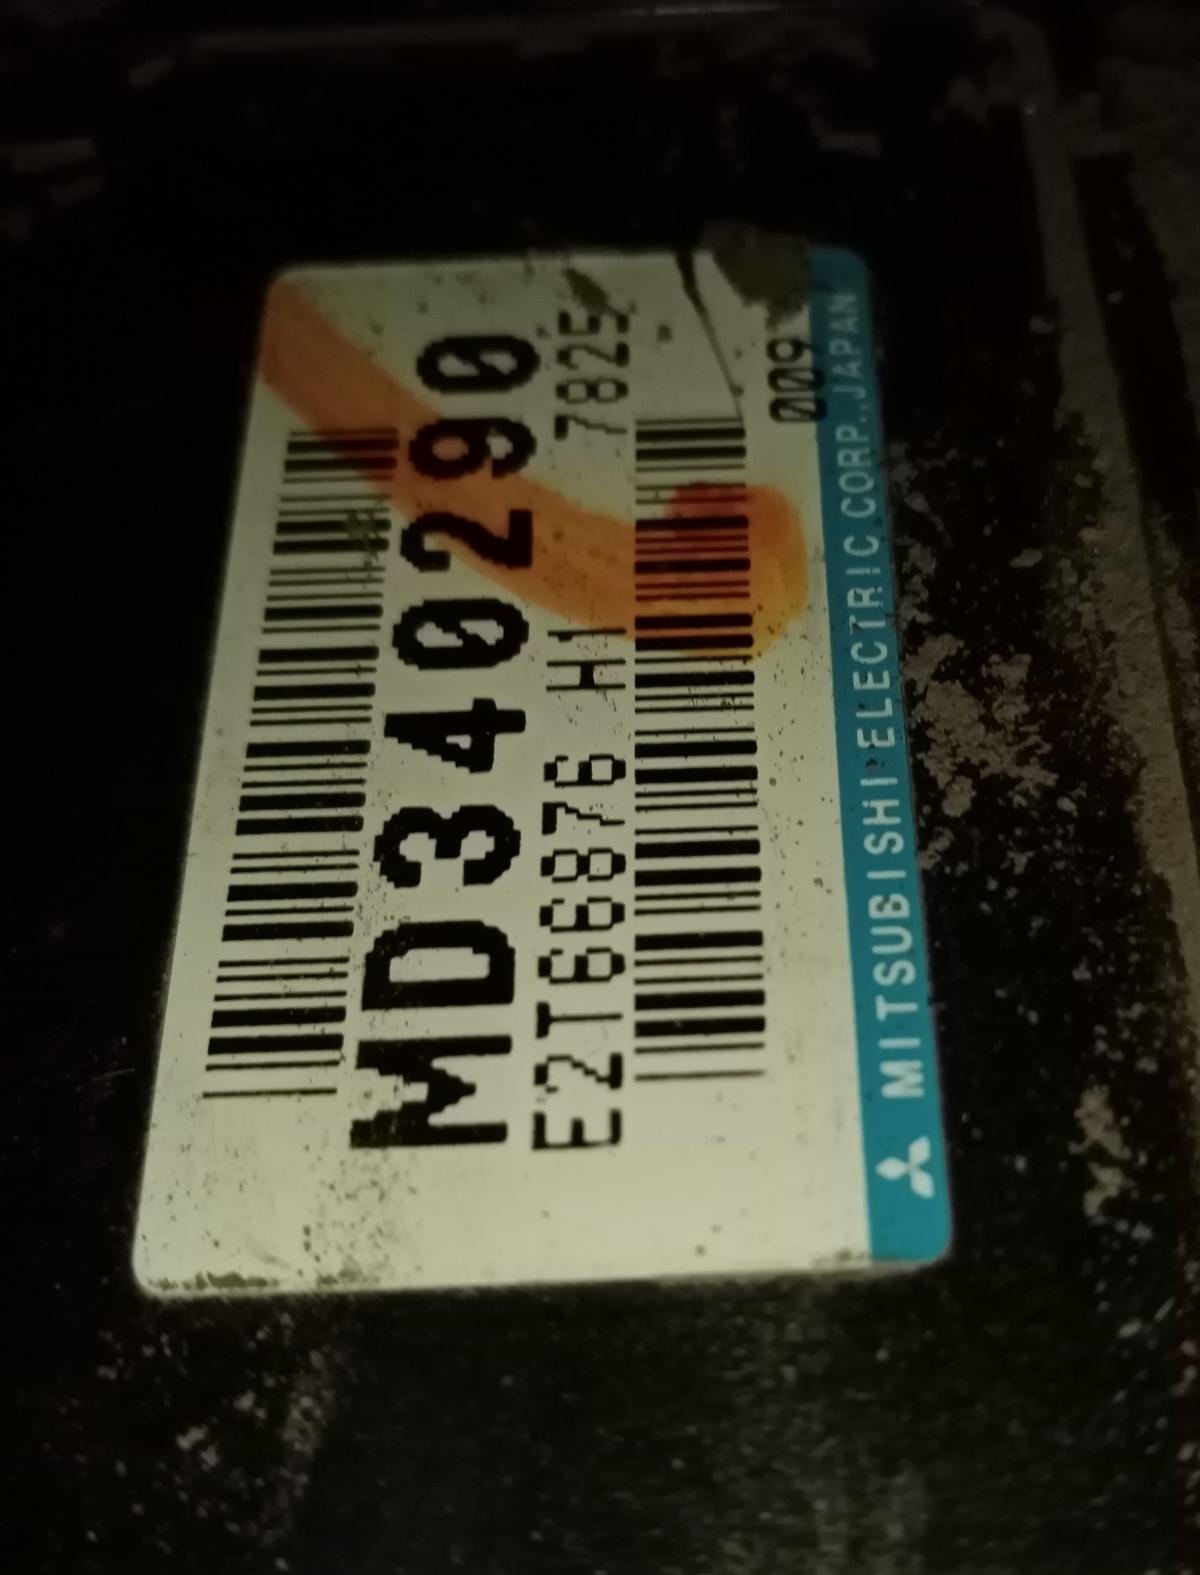 MD340290
E2T66876 H1 7825
009
MITSUBISHI ELECTRIC CORP., JAPAN